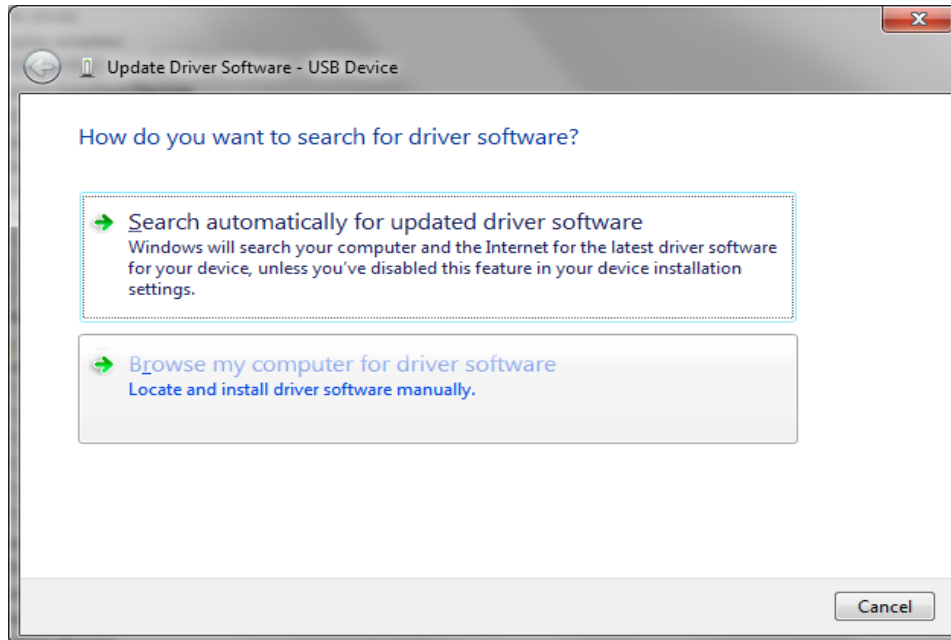 Update Driver Software - USB Device
How do you want to search for driver software?
Search automatically for updated driver software
Windows will search your computer and the Internet for the latest driver software
for your device, unless you've disabled this feature in your device installation
settings.
Browse my computer for driver software
Locate and install driver software manually.
Cancel